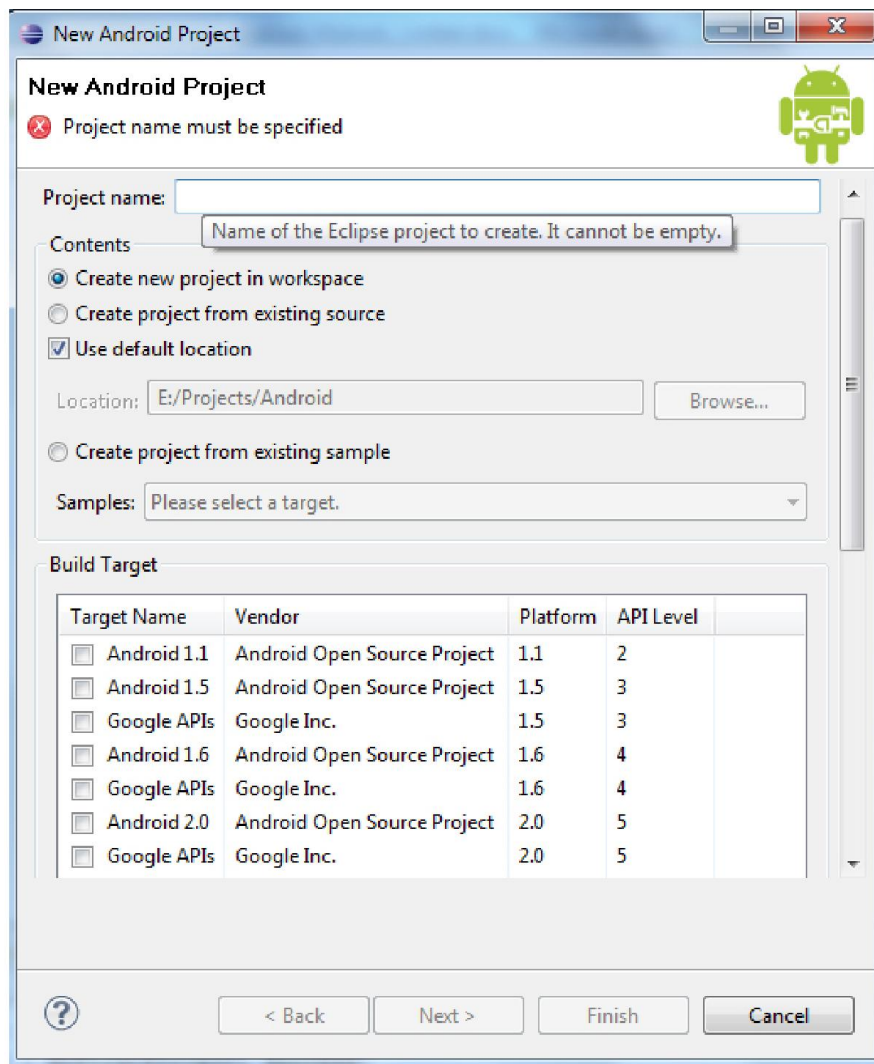 New Android Project
New Android Project
Project name must be specified
Project name:
Name of the Eclipse project to create. It cannot be empty.
Contents
Create new project in workspace
Create project from existing source
Use default location
Location: E:/Projects/Android Browse...
Create project from existing sample
Samples: Please select a target.
Build Target
Target Name Vendor Platform API Level
Android 1.1 Android Open Source Project 1.1 2
Android 1.5 Android Open Source Project 1.5 3
Google APIs Google Inc. 1.5 3
Android 1.6 Android Open Source Project 1.6 4
Google APIs Google Inc. 1.6 4
Android 2.0 Android Open Source Project 2.0 5
Google APIs Google Inc. 2.0 5
? < Back Next > Finish Cancel